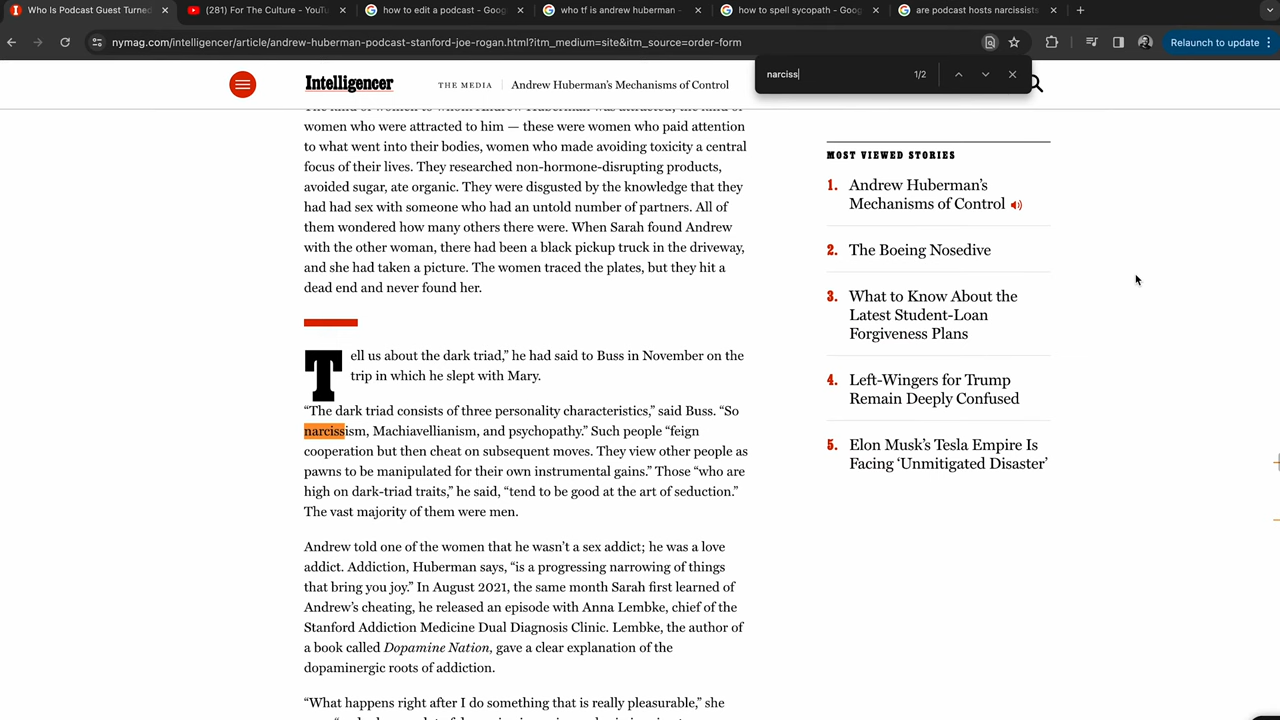 Who Is Podcast Guest Turned
(281) For The Culture - YouT
how to edit a podcast - Goog
who tf is andrew huberman -
how to spell sycopath - Goog
are podcast hosts narcissists
nymag.com/intelligencer/article/andrew-huberman-podcast-stanford-joe-rogan.html?itm_medium=site&itm_source=order-form
Relaunch to update
narciss
1/2
Intelligencer
THE MEDIA
Andrew Huberman’s Mechanisms of Control
women who were attracted to him — these were women who paid attention
to what went into their bodies, women who made avoiding toxicity a central
focus of their lives. They researched non-hormone-disrupting products,
avoided sugar, ate organic. They were disgusted by the knowledge that they
had had sex with someone who had an untold number of partners. All of
them wondered how many others there were. When Sarah found Andrew
with the other woman, there had been a black pickup truck in the driveway,
and she had taken a picture. The women traced the plates, but they hit a
dead end and never found her.
Tell us about the dark triad,” he had said to Buss in November on the
trip in which he slept with Mary.
“The dark triad consists of three personality characteristics,” said Buss. “So
narcissism, Machiavellianism, and psychopathy.” Such people “feign
cooperation but then cheat on subsequent moves. They view other people as
pawns to be manipulated for their own instrumental gains.” Those “who are
high on dark-triad traits,” he said, “tend to be good at the art of seduction.”
The vast majority of them were men.
Andrew told one of the women that he wasn’t a sex addict; he was a love
addict. Addiction, Huberman says, “is a progressing narrowing of things
that bring you joy.” In August 2021, the same month Sarah first learned of
Andrew’s cheating, he released an episode with Anna Lembke, chief of the
Stanford Addiction Medicine Dual Diagnosis Clinic. Lembke, the author of
a book called Dopamine Nation, gave a clear explanation of the
dopaminergic roots of addiction.
“What happens right after I do something that is really pleasurable,” she
MOST VIEWED STORIES
1. Andrew Huberman’s
Mechanisms of Control
2. The Boeing Nosedive
3. What to Know About the
Latest Student-Loan
Forgiveness Plans
4. Left-Wingers for Trump
Remain Deeply Confused
5. Elon Musk’s Tesla Empire Is
Facing ‘Unmitigated Disaster’